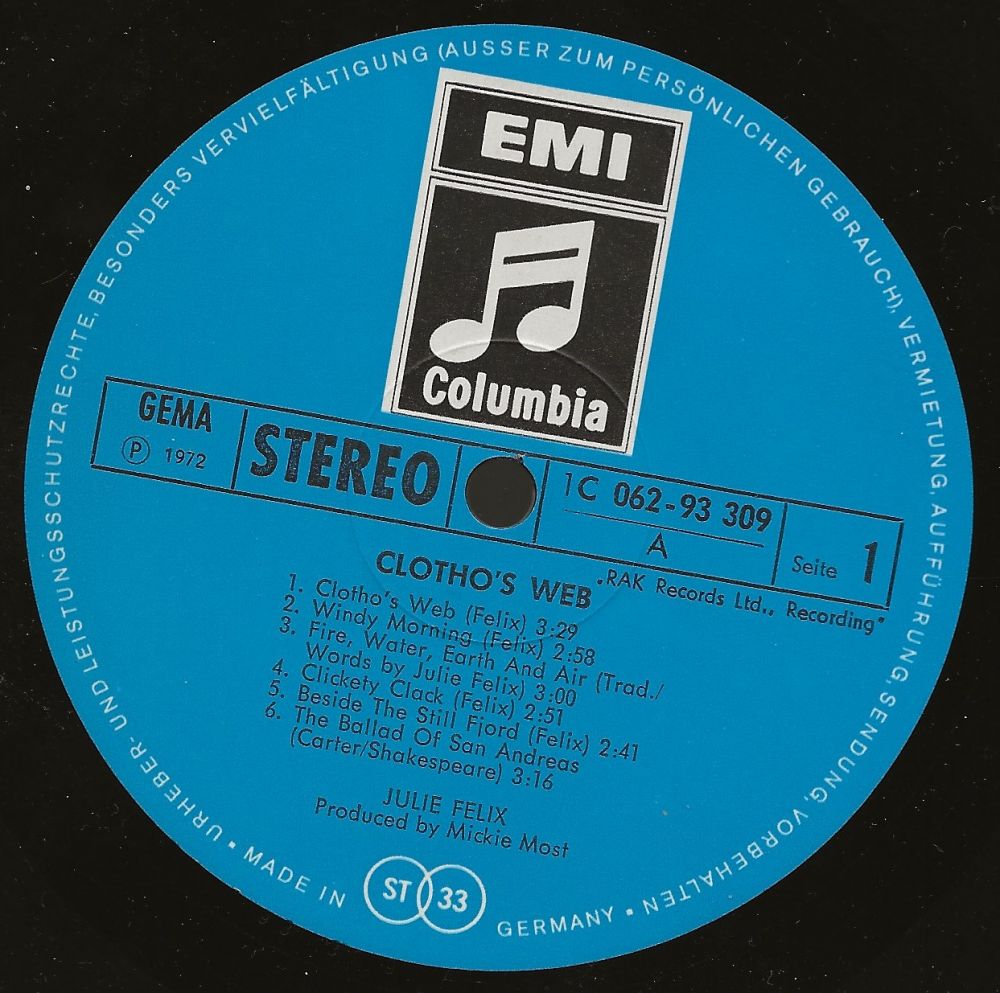 URHEBER- UND LEISTUNGSSCHUTZRECHTE, BESONDERS VERVIELFÄLTIGUNG (AUSSER ZUM PERSÖNLICHEN GEBRAUCH), VERMIETUNG, AUFFÜHRUNG, SENDUNG, VORBEHALTEN
EMI
Columbia
GEMA
℗ 1972
STEREO
1C 062-93 309
A
Seite 1
"RAK Records Ltd., Recording"
CLOTHO'S WEB
1. Clotho's Web (Felix) 3:29
2. Windy Morning (Felix) 2:58
3. Fire, Water, Earth And Air (Trad./
Words by Julie Felix) 3:00
4. Clickety Clack (Felix) 2:51
5. Beside The Still Fjord (Felix) 2:41
6. The Ballad Of San Andreas
(Carter/Shakespeare) 3:16
JULIE FELIX
Produced by Mickie Most
• MADE IN
ST 33
GERMANY •